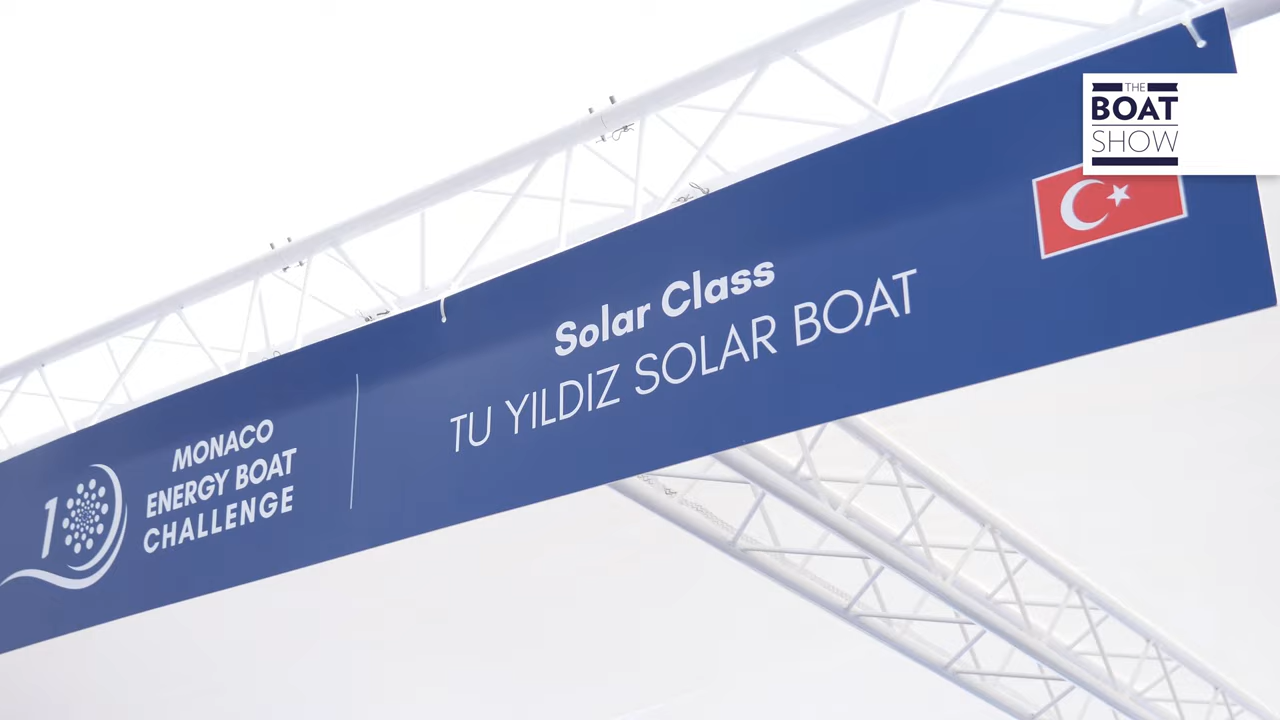 THE
BOAT
SHOW
Solar Class
TU YILDIZ SOLAR BOAT
10
MONACO
ENERGY BOAT
CHALLENGE